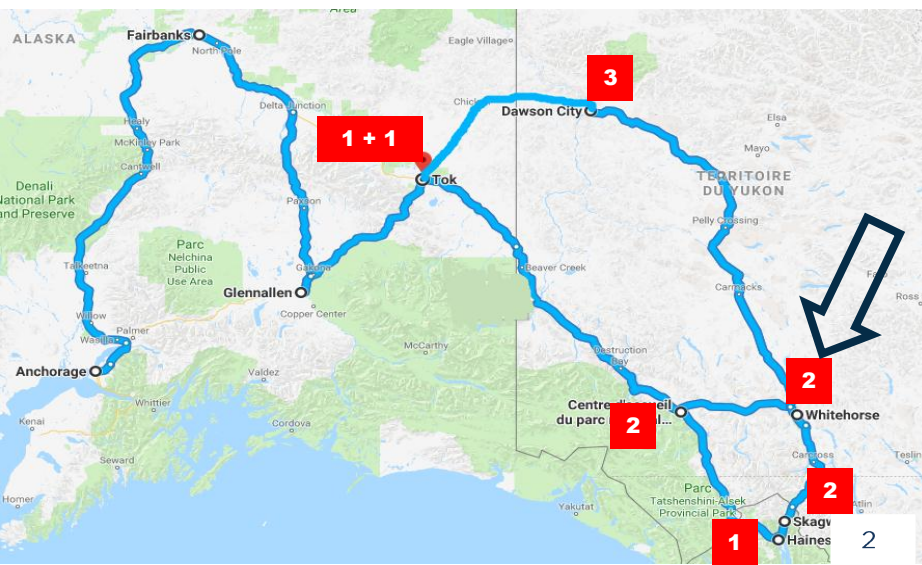 Area
ALASKA
Fairbanks
North Pole
Eagle Village
Delta Junction
Chic
3
Dawson City
Elsa
Healy
McKinley Park
Cantwell
1 + 1
Tok
Mayo
TERRITOIRE
DU YUKON
Denali
National Park
and Preserve
Paxson
Pelly Crossing
Parc
Nelchina
Public
Use Area
Talkeetna
Gakona
Beaver Creek
Glennallen
Carmacks
Ross
Copper Center
Willow
Palmer
Wasilla
McCarthy
Destruction
Bay
Anchorage
Valdez
2
Whittier
Centre d'accueil
du parc
2
Whitehorse
Kenai
Cordova
Carcross
Teslin
Seward
Parc
Tatshenshini-Alsek
Provincial Park
2
Atlin
Homer
Yakutat
Skagw
1
Haines
2